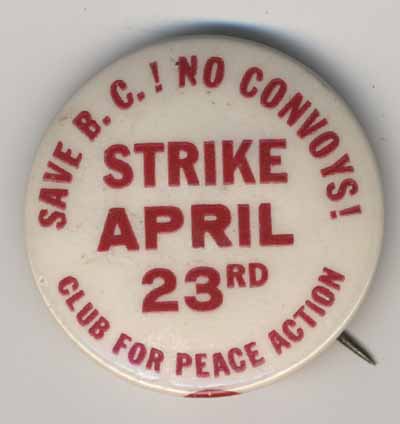 SAVE B.C.! NO CONVOYS!
STRIKE
APRIL
23RD
CLUB FOR PEACE ACTION